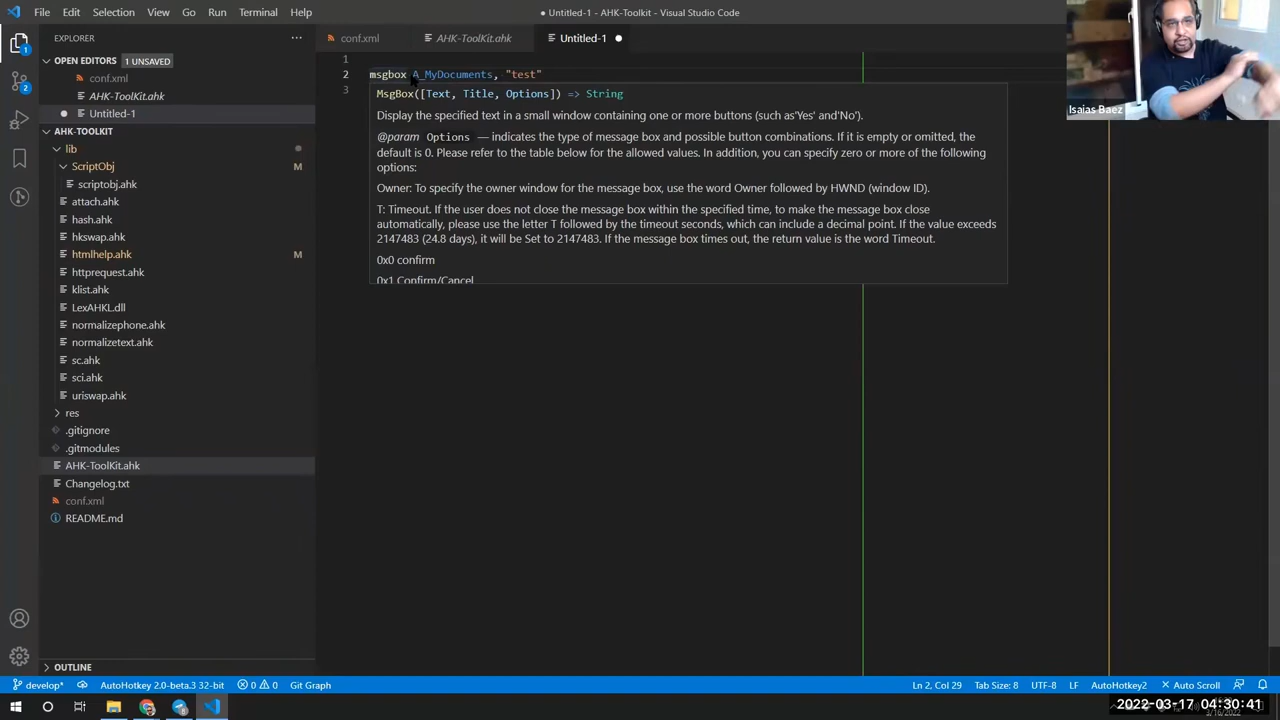 File Edit Selection View Go Run Terminal Help
● Untitled-1 - AHK-Toolkit - Visual Studio Code
EXPLORER
conf.xml
AHK-ToolKit.ahk
Untitled-1
OPEN EDITORS 1 UNSAVED
conf.xml
AHK-ToolKit.ahk
Untitled-1
AHK-TOOLKIT
lib
ScriptObj M
scriptobj.ahk
attach.ahk
hash.ahk
hkswap.ahk
htmlhelp.ahk M
httprequest.ahk
klist.ahk
LexAHKL.dll
normalizephone.ahk
normalizetext.ahk
sc.ahk
sci.ahk
uriswap.ahk
res
.gitignore
.gitmodules
AHK-ToolKit.ahk
Changelog.txt
conf.xml
README.md
OUTLINE
1
2 msgbox A_MyDocuments, "test"
3
MsgBox([Text, Title, Options]) => String
Display the specified text in a small window containing one or more buttons (such as'Yes' and'No').
@param Options — indicates the type of message box and possible button combinations. If it is empty or omitted, the
default is 0. Please refer to the table below for the allowed values. In addition, you can specify zero or more of the following
options:
Owner: To specify the owner window for the message box, use the word Owner followed by HWND (window ID).
T: Timeout. If the user does not close the message box within the specified time, to make the message box close
automatically, please use the letter T followed by the timeout seconds, which can include a decimal point. If the value exceeds
2147483 (24.8 days), it will be Set to 2147483. If the message box times out, the return value is the word Timeout.
0x0 confirm
0x1 Confirm/Cancel
Isaias Baez
1
2
develop* AutoHotkey 2.0-beta.3 32-bit 0 0 Git Graph
Ln 2, Col 29 Tab Size: 8 UTF-8 LF AutoHotkey2 Auto Scroll
2022-03-17 04:30:41